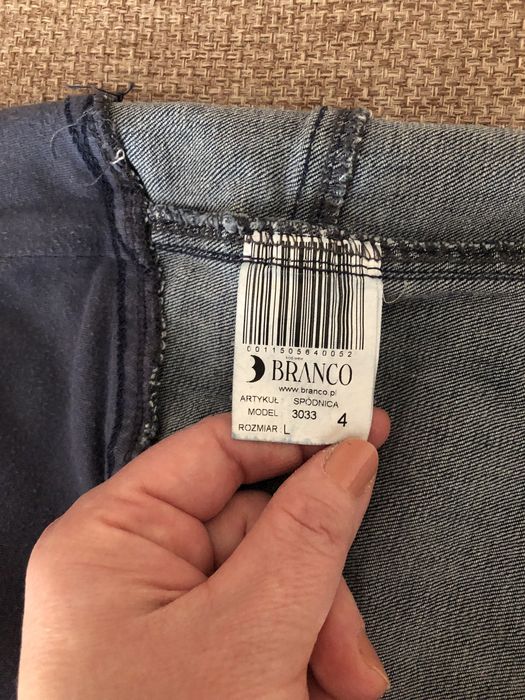 0011505640052
BRANCO
www.branco.pl
ARTYKUŁ SPÓDNICA
MODEL 3033 4
ROZMIAR L